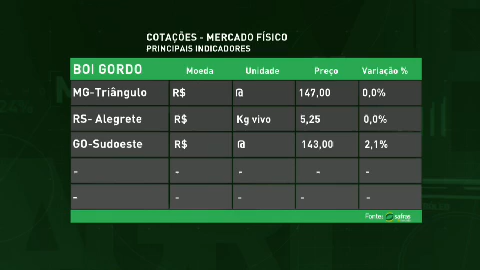 COTAÇÕES - MERCADO FÍSICO
PRINCIPAIS INDICADORES
BOI GORDO Moeda Unidade Preço Variação %
MG-Triângulo R$ @ 147,00 0,0%
RS- Alegrete R$ Kg vivo 5,25 0,0%
GO-Sudoeste R$ @ 143,00 2,1%
- - - - -
- - - - -
Fonte: safras